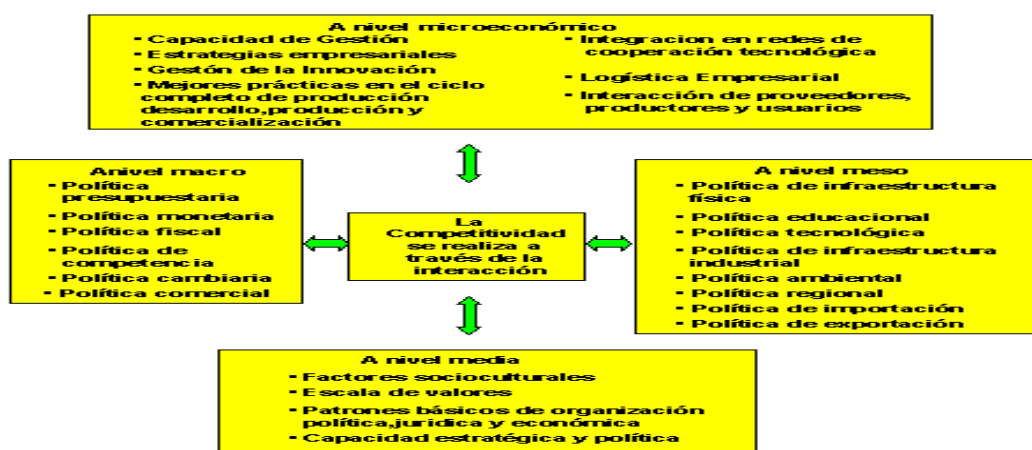 A nivel microeconómico
▪ Capacidad de Gestión
▪ Estrategias empresariales
▪ Gestón de la Innovación
▪ Mejores prácticas en el ciclo
completo de producción
desarrollo,producción y
comercialización
▪ Integracion en redes de
cooperación tecnológica
▪ Logística Empresarial
▪ Interacción de proveedores,
productores y usuarios
Anivel macro
▪ Política
presupuestaria
▪ Política monetaria
▪ Política fiscal
▪ Política de
competencia
▪ Política cambiaria
▪ Política comercial
La
Competitividad
se realiza a
través de la
interacción
A nivel meso
▪ Política de infraestructura
física
▪ Política educacional
▪ Política tecnológica
▪ Política de infraestructura
industrial
▪ Política ambiental
▪ Política regional
▪ Política de importación
▪ Política de exportación
A nivel media
▪ Factores socioculturales
▪ Escala de valores
▪ Patrones básicos de organización
política,jurídica y económica
▪ Capacidad estratégica y política